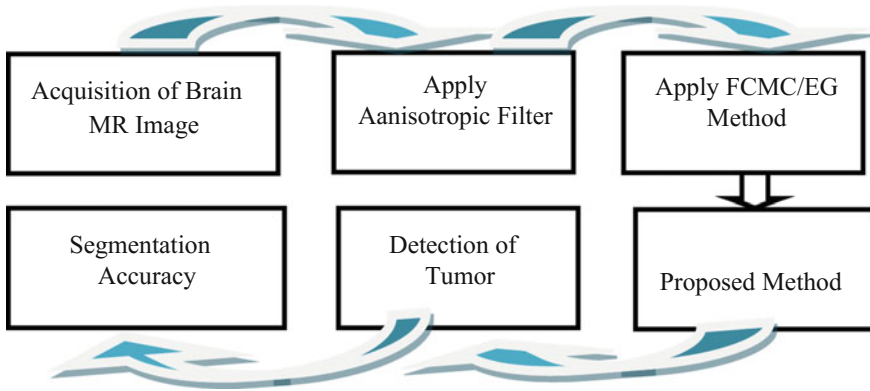 Acquisition of Brain
MR Image
Apply
Aanisotropic Filter
Apply FCMC/EG
Method
Segmentation
Accuracy
Detection of
Tumor
Proposed Method